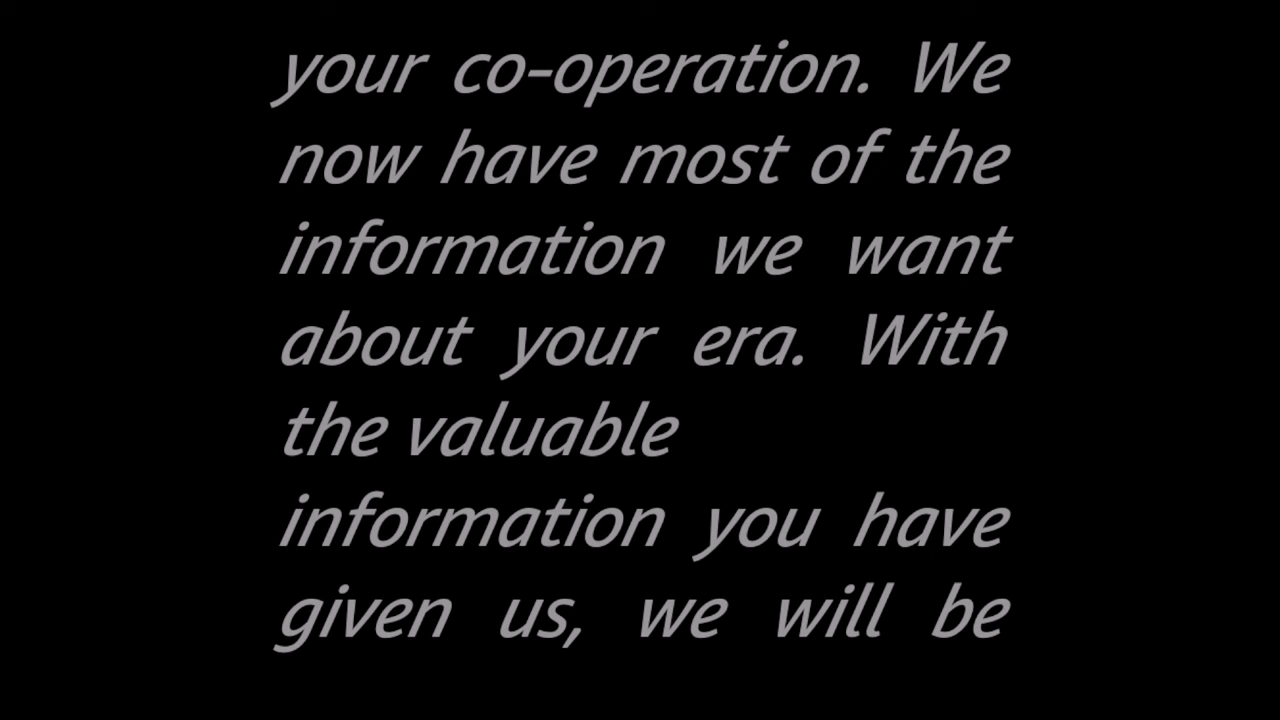 your co-operation. We
now have most of the
information we want
about your era. With
the valuable
information you have
given us, we will be